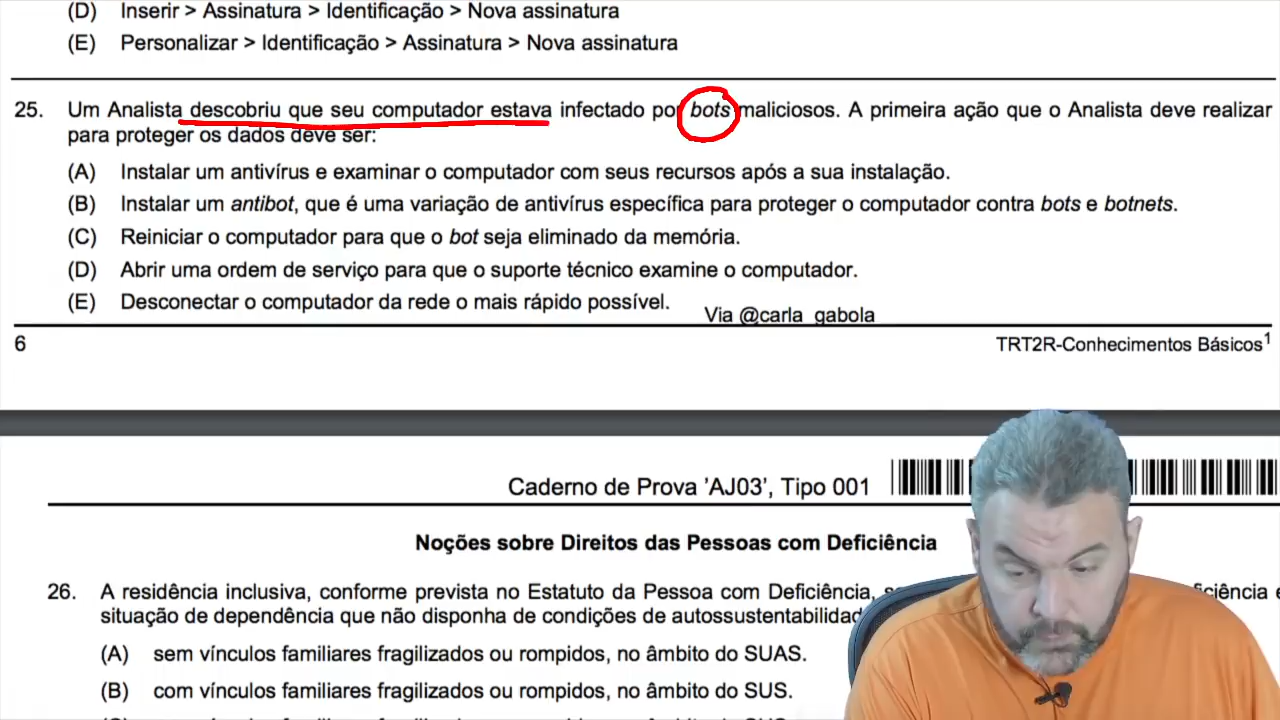 (D) Inserir > Assinatura > Identificação > Nova assinatura
(E) Personalizar > Identificação > Assinatura > Nova assinatura
25. Um Analista descobriu que seu computador estava infectado por bots maliciosos. A primeira ação que o Analista deve realizar
para proteger os dados deve ser:
(A) Instalar um antivírus e examinar o computador com seus recursos após a sua instalação.
(B) Instalar um antibot, que é uma variação de antivírus específica para proteger o computador contra bots e botnets.
(C) Reiniciar o computador para que o bot seja eliminado da memória.
(D) Abrir uma ordem de serviço para que o suporte técnico examine o computador.
(E) Desconectar o computador da rede o mais rápido possível.
Via @carla_gabola
6 TRT2R-Conhecimentos Básicos1
Caderno de Prova ’AJ03’, Tipo 001
Noções sobre Direitos das Pessoas com Deficiência
26. A residência inclusiva, conforme prevista no Estatuto da Pessoa com Deficiência,
situação de dependência que não disponha de condições de
(A) sem vínculos familiares fragilizados ou rompidos, no âmbito do SUAS.
(B) com vínculos familiares fragilizados ou rompidos, no âmbito do SUS.